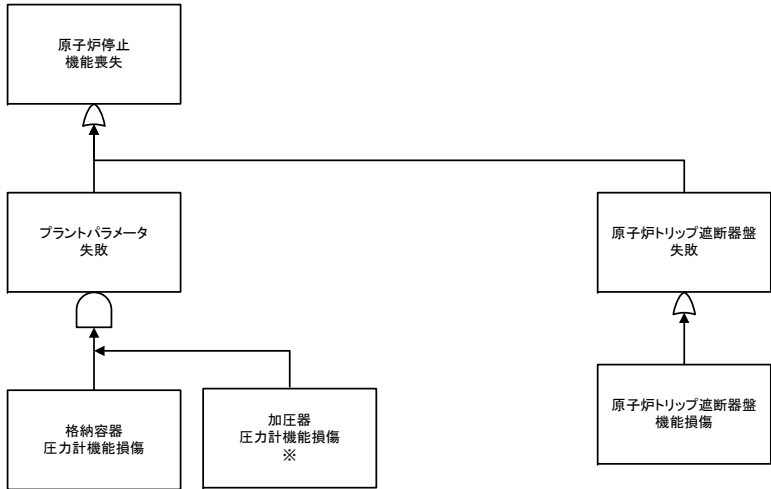 原子炉停止
機能喪失
プラントパラメータ
失敗
原子炉トリップ遮断器盤
失敗
格納容器
圧力計機能損傷
加圧器
圧力計機能損傷
※
原子炉トリップ遮断器盤
機能損傷